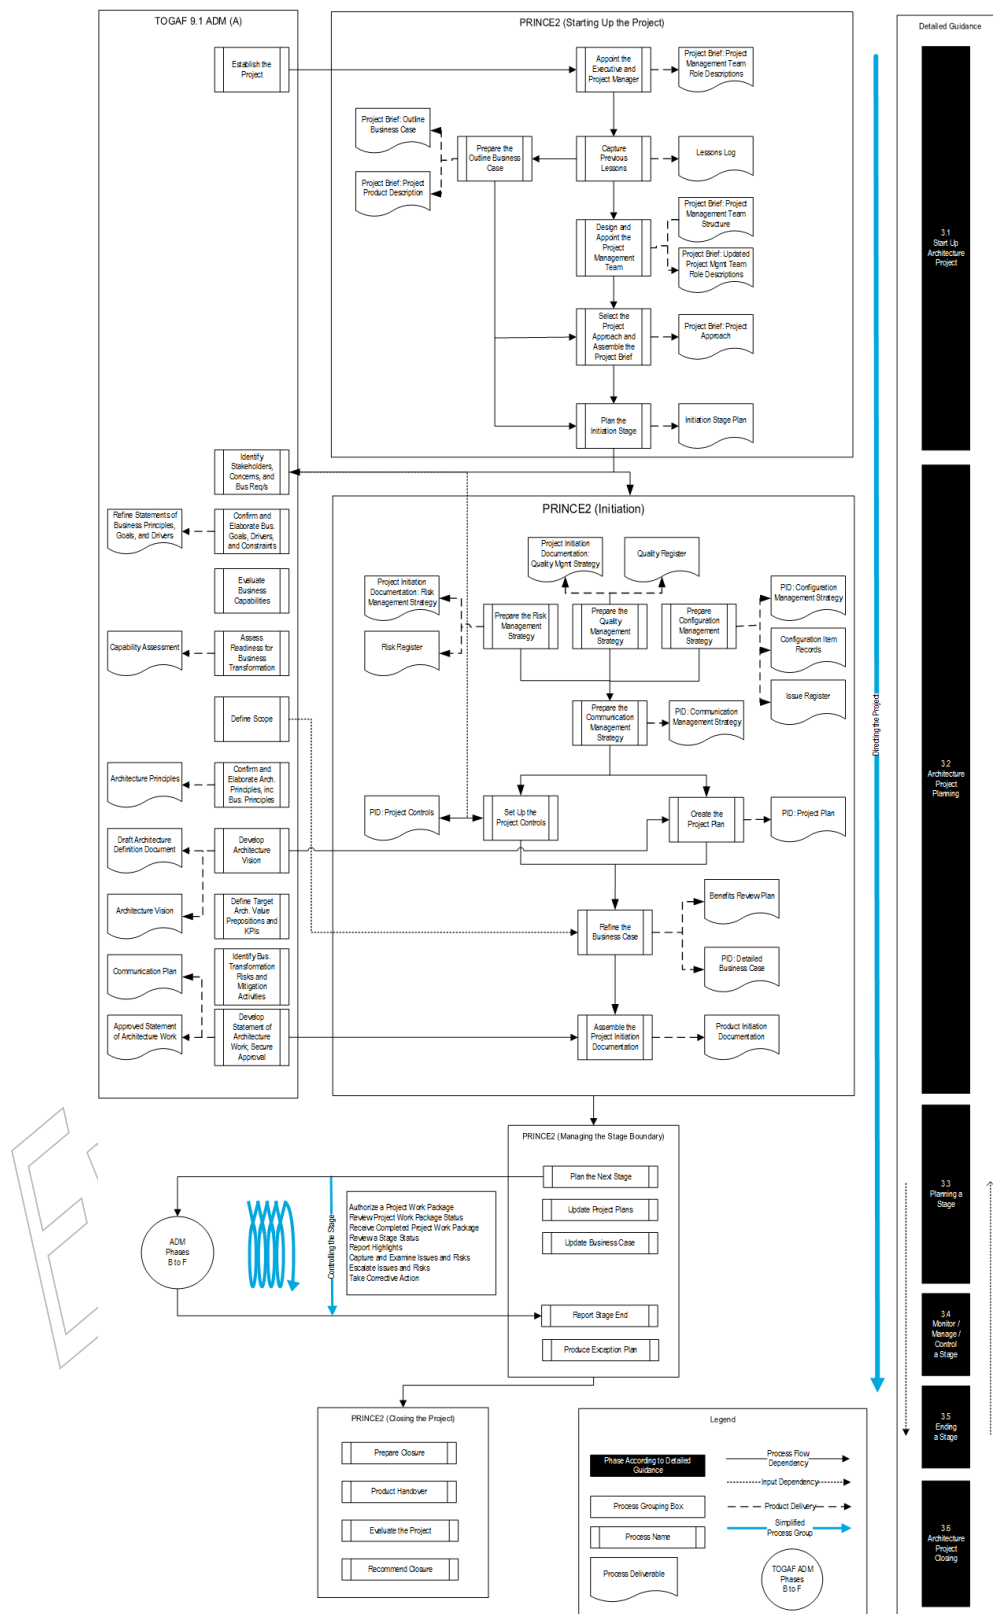 TOGAF 9.1 ADM (A)
Establish the
Project
Identify
Stakeholders,
Concerns, and
Bus Req/s
Refine Statements of
Business Principles,
Goals, and Drivers
Confirm and
Elaborate Bus.
Goals, Drivers,
and Constraints
Evaluate
Business
Capabilities
Capability Assessment
Assess
Readiness for
Business
Transformation
Define Scope
Architecture Principles
Confirm and
Elaborate Arch.
Principles, inc
Bus. Principles
Draft Architecture
Definition Document
Develop
Architecture
Vision
Architecture Vision
Define Target
Arch. Value
Prepositions and
KPIs
Communication Plan
Identify Bus.
Transformation
Risks and
Mitigation
Activities
Approved Statement
of Architecture Work
Develop
Statement of
Architecture
Work; Secure
Approval
PRINCE2 (Starting Up the Project)
Appoint the
Executive and
Project Manager
Project Brief: Project
Management Team
Role Descriptions
Project Brief: Outline
Business Case
Prepare the
Outline Business
Case
Capture
Previous
Lessons
Lessons Log
Project Brief: Project
Product Description
Design and
Appoint the
Project
Management
Team
Project Brief: Project
Management Team
Structure
Project Brief: Updated
Project Mgmt Team
Role Descriptions
Select the
Project
Approach and
Assemble the
Project Brief
Project Brief: Project
Approach
Plan the
Initiation Stage
Initiation Stage Plan
PRINCE2 (Initiation)
Project Initiation
Documentation:
Quality Mgmt Strategy
Quality Register
Project Initiation
Documentation: Risk
Management Strategy
Risk Register
Prepare the Risk
Management
Strategy
Prepare the
Quality
Management
Strategy
Prepare
Configuration
Management
Strategy
PID: Configuration
Management Strategy
Configuration Item
Records
Issue Register
Prepare the
Communication
Management
Strategy
PID: Communication
Management Strategy
PID: Project Controls
Set Up the
Project Controls
Create the
Project Plan
PID: Project Plan
Refine the
Business Case
Benefits Review Plan
PID: Detailed
Business Case
Assemble the
Project Initiation
Documentation
Product Initiation
Documentation
PRINCE2 (Managing the Stage Boundary)
Plan the Next Stage
Update Project Plans
Update Business Case
Report Stage End
Produce Exception Plan
ADM
Phases
B to F
Controlling the Stage
Authorize a Project Work Package
Review Project Work Package Status
Receive Completed Project Work Package
Review a Stage Status
Report Highlights
Capture and Examine Issues and Risks
Escalate Issues and Risks
Take Corrective Action
PRINCE2 (Closing the Project)
Prepare Closure
Product Handover
Evaluate the Project
Recommend Closure
Legend
Phase According to Detailed
Guidance
Process Grouping Box
Process Name
Process Deliverable
Process Flow
Dependency
Input Dependency
Product Delivery
Simplified
Process Group
TOGAF ADM
Phases
B to F
Directing the Project
Detailed Guidance
3.1
Start Up
Architecture
Project
3.2
Architecture
Project
Planning
3.3
Planning a
Stage
3.4
Monitor /
Manage /
Control
a Stage
3.5
Ending
a Stage
3.6
Architecture
Project
Closing